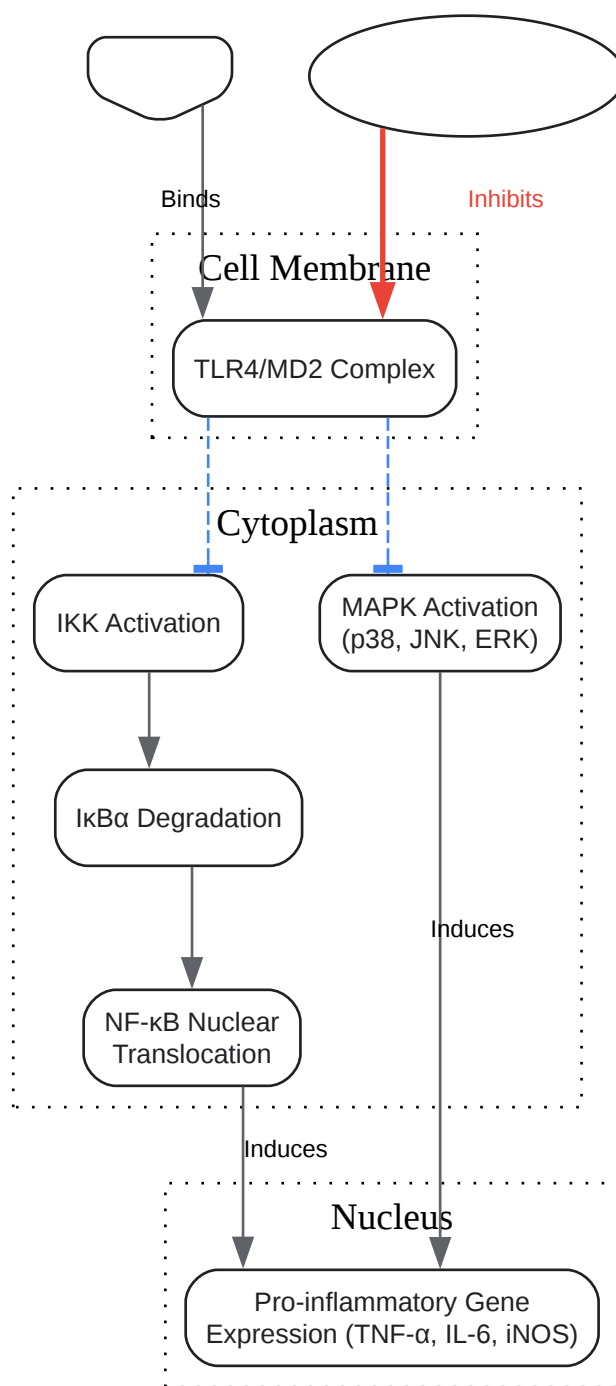 Binds
Inhibits
Cell Membrane
TLR4/MD2 Complex
Cytoplasm
IKK Activation
MAPK Activation
(p38, JNK, ERK)
IκBα Degradation
Induces
NF-κB Nuclear
Translocation
Induces
Nucleus
Pro-inflammatory Gene
Expression (TNF-α, IL-6, iNOS)